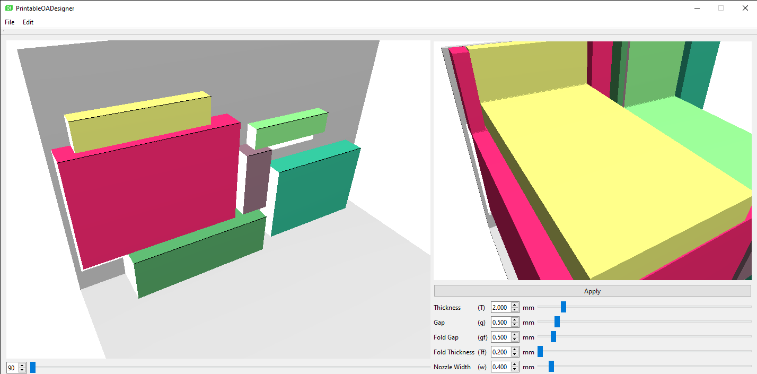 PrintableOADesigner
File Edit
Apply
Thickness (T) 2.000 mm
Gap (g) 0.500 mm
Fold Gap (gf) 0.500 mm
Fold Thickness (Tf) 0.200 mm
90 Nozzle Width (w) 0.400 mm